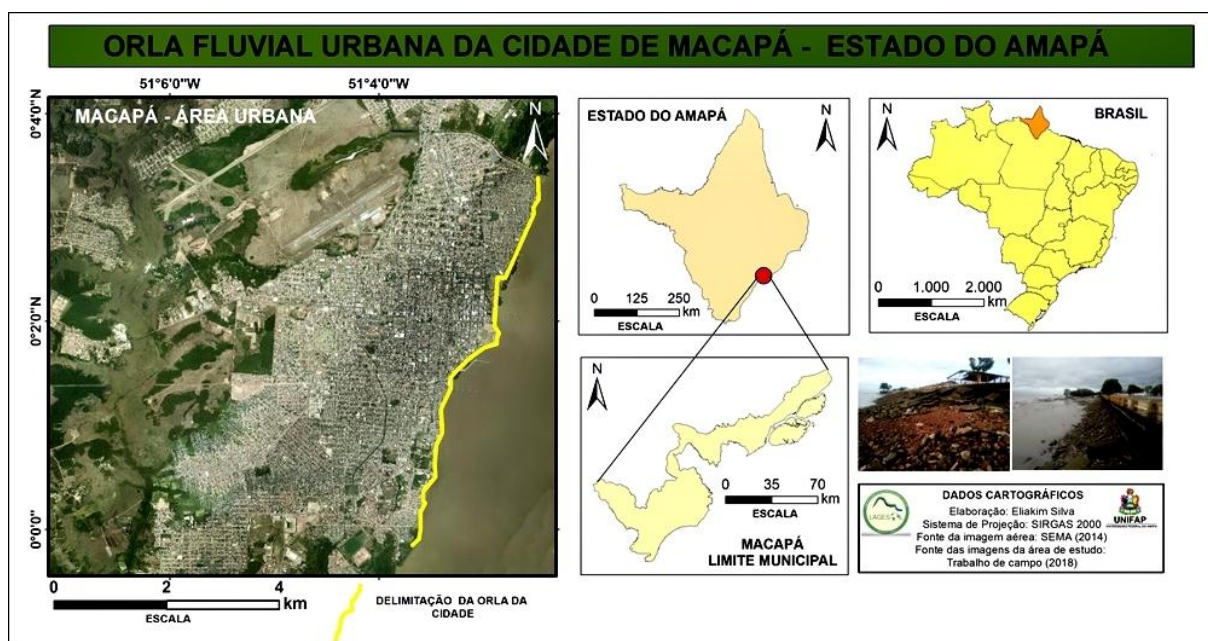 ORLA FLUVIAL URBANA DA CIDADE DE MACAPÁ - ESTADO DO AMAPÁ
51°6'0"W
51°4'0"W
MACAPÁ - ÁREA URBANA
N
0°4'0"N
0°2'0"N
0°0'0"
0 2 4
km
ESCALA
DELIMITAÇÃO DA ORLA DA
CIDADE
ESTADO DO AMAPÁ
N
0 125 250
km
ESCALA
N
BRASIL
0 1.000 2.000
km
ESCALA
N
0 35 70
km
ESCALA
MACAPÁ
LIMITE MUNICIPAL
LAGES
DADOS CARTOGRÁFICOS
Elaboração: Eliakim Silva
Sistema de Projeção: SIRGAS 2000
Fonte da imagem aérea: SEMA (2014)
Fonte das imagens da área de estudo:
Trabalho de campo (2018)
UNIFAP